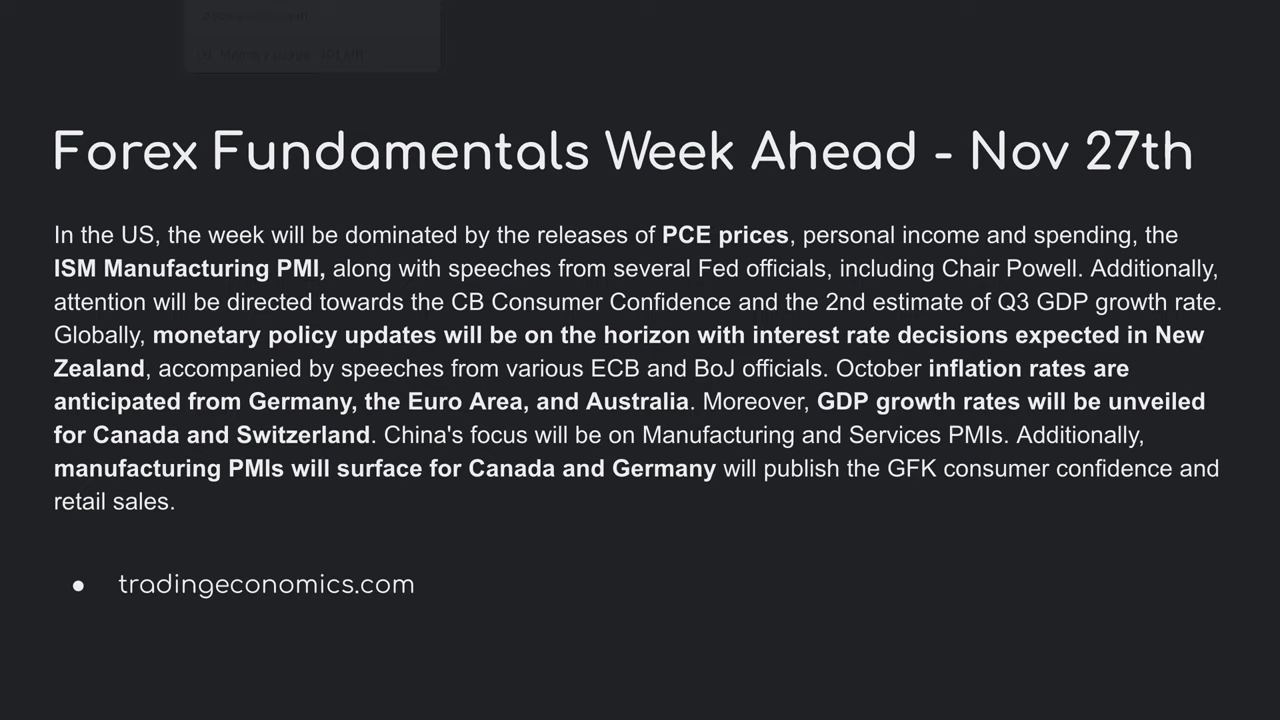 Forex Fundamentals Week Ahead - Nov 27th
In the US, the week will be dominated by the releases of PCE prices, personal income and spending, the
ISM Manufacturing PMI, along with speeches from several Fed officials, including Chair Powell. Additionally,
attention will be directed towards the CB Consumer Confidence and the 2nd estimate of Q3 GDP growth rate.
Globally, monetary policy updates will be on the horizon with interest rate decisions expected in New
Zealand, accompanied by speeches from various ECB and BoJ officials. October inflation rates are
anticipated from Germany, the Euro Area, and Australia. Moreover, GDP growth rates will be unveiled
for Canada and Switzerland. China's focus will be on Manufacturing and Services PMIs. Additionally,
manufacturing PMIs will surface for Canada and Germany will publish the GFK consumer confidence and
retail sales.
● tradingeconomics.com